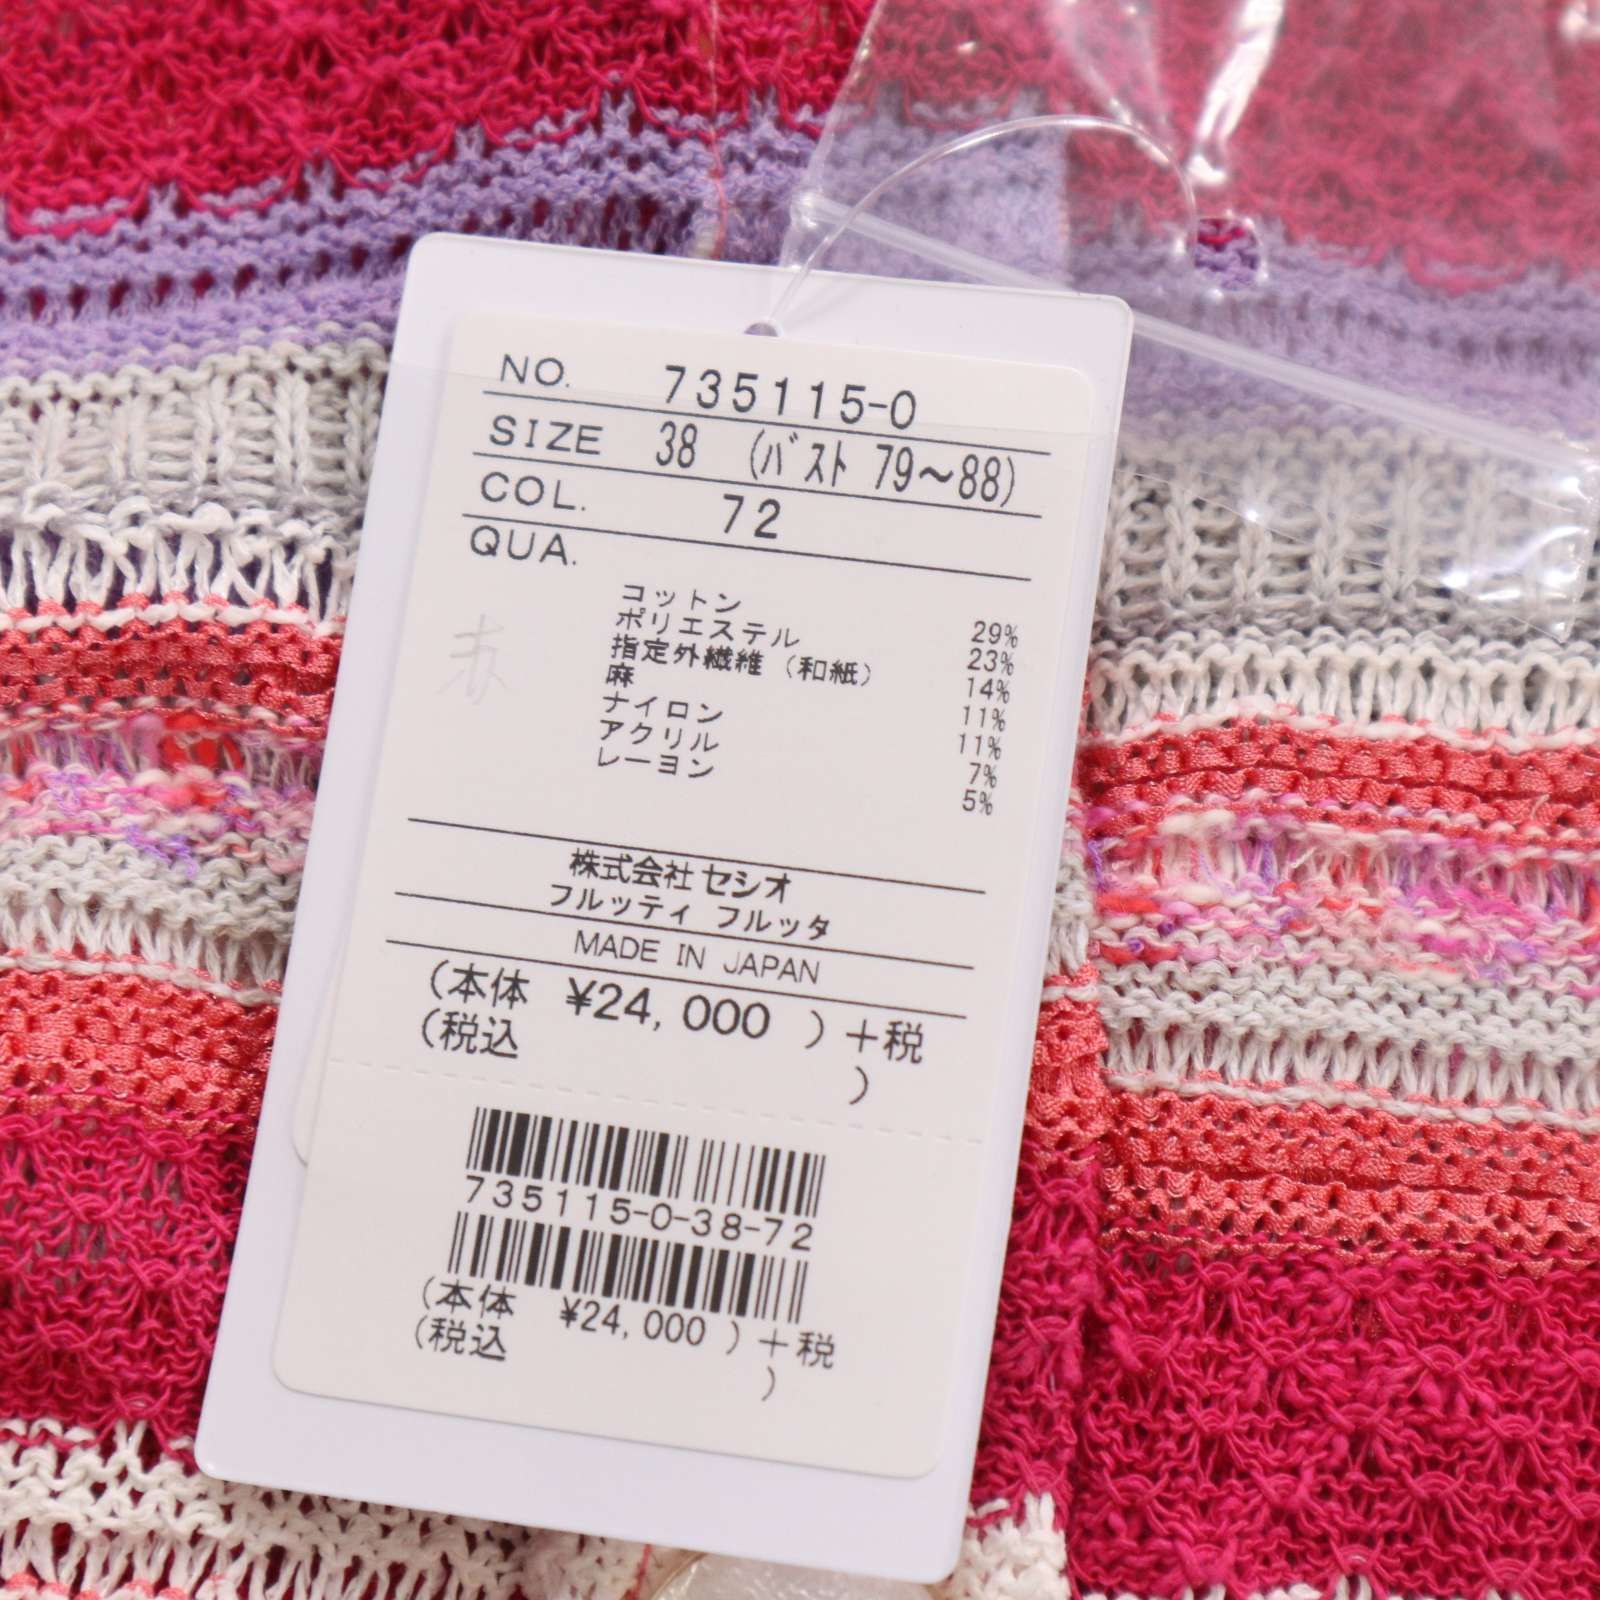 NO. 735115-0
SIZE 38 (バスト 79～88)
COL. 72
QUA.
赤
コットン 29%
ポリエステル 23%
指定外繊維（和紙） 14%
麻 11%
ナイロン 11%
アクリル 7%
レーヨン 5%
株式会社 セシオ
フルッティ フルッタ
MADE IN JAPAN
(本体 ¥24,000 )＋税
(税込 )
735115-0-38-72
(本体 ¥24,000 )＋税
(税込 )